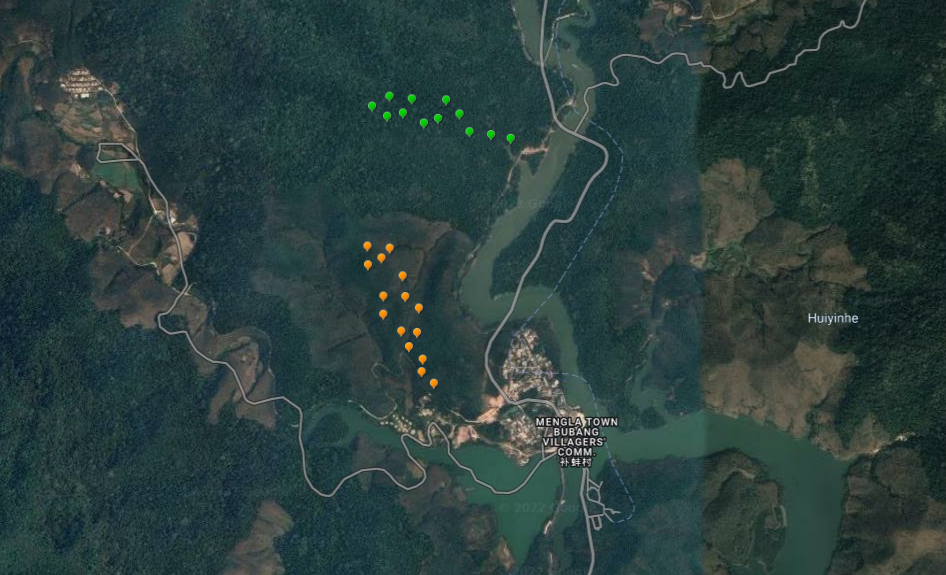 Huiyinhe
MENGLA TOWN
BUBANG
VILLAGERS'
COMM.
补蚌村